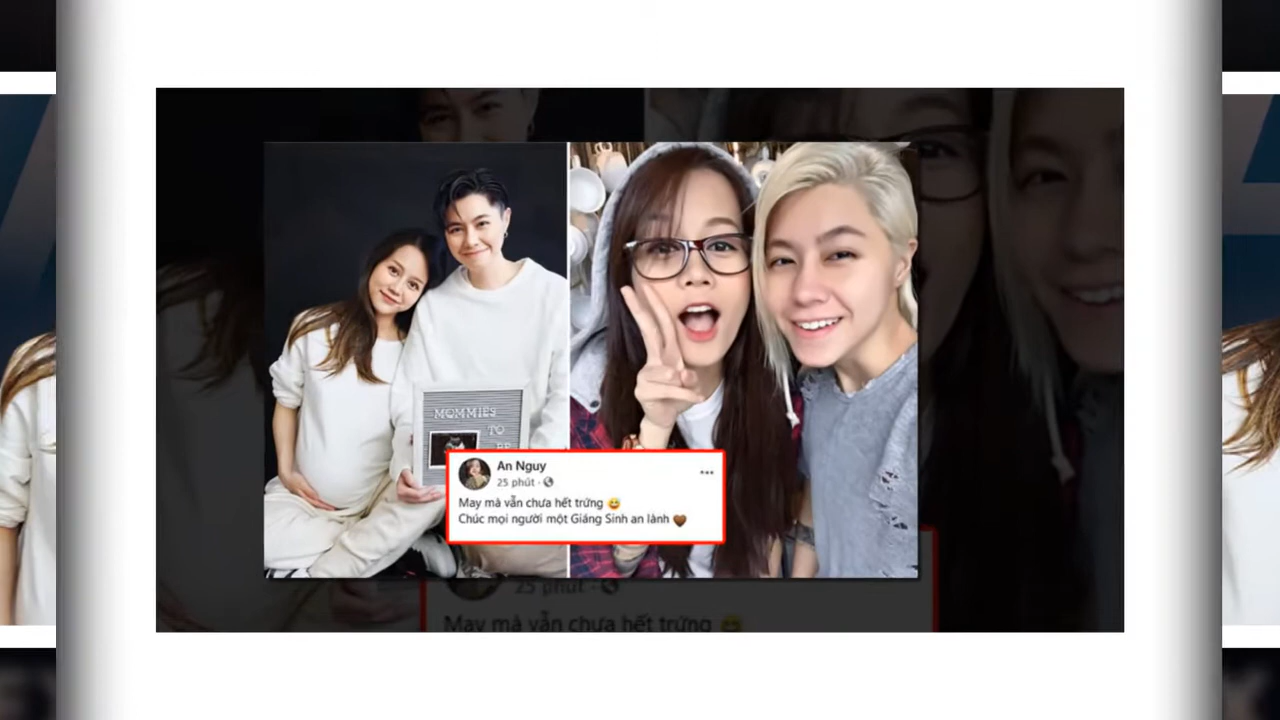 MOMMIES
TO
BE
An Nguy
25 phút ·
May mà vẫn chưa hết trứng 😅
Chúc mọi người một Giáng Sinh an lành 🤎
25 phút ·
May mà vẫn chưa hết trứng 😅